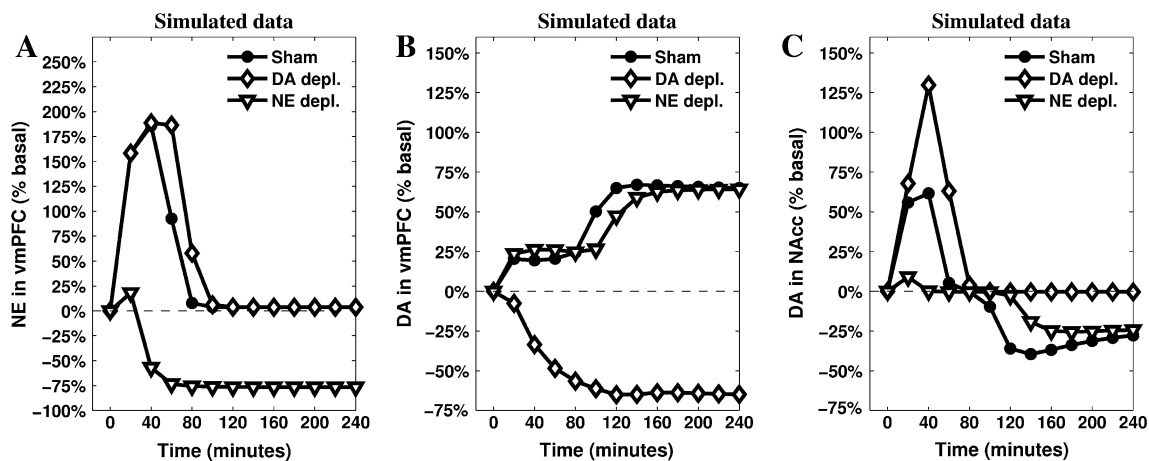 Simulated data
A
Sham
DA depl.
NE depl.
NE in vmPFC (% basal)
250%
225%
200%
175%
150%
125%
100%
75%
50%
25%
0%
−25%
−50%
−75%
−100%
0 40 80 120 160 200 240
Time (minutes)
Simulated data
B
Sham
DA depl.
NE depl.
DA in vmPFC (% basal)
150%
125%
100%
75%
50%
25%
0%
−25%
−50%
−75%
0 40 80 120 160 200 240
Time (minutes)
Simulated data
C
Sham
DA depl.
NE depl.
DA in NAcc (% basal)
150%
125%
100%
75%
50%
25%
0%
−25%
−50%
−75%
0 40 80 120 160 200 240
Time (minutes)